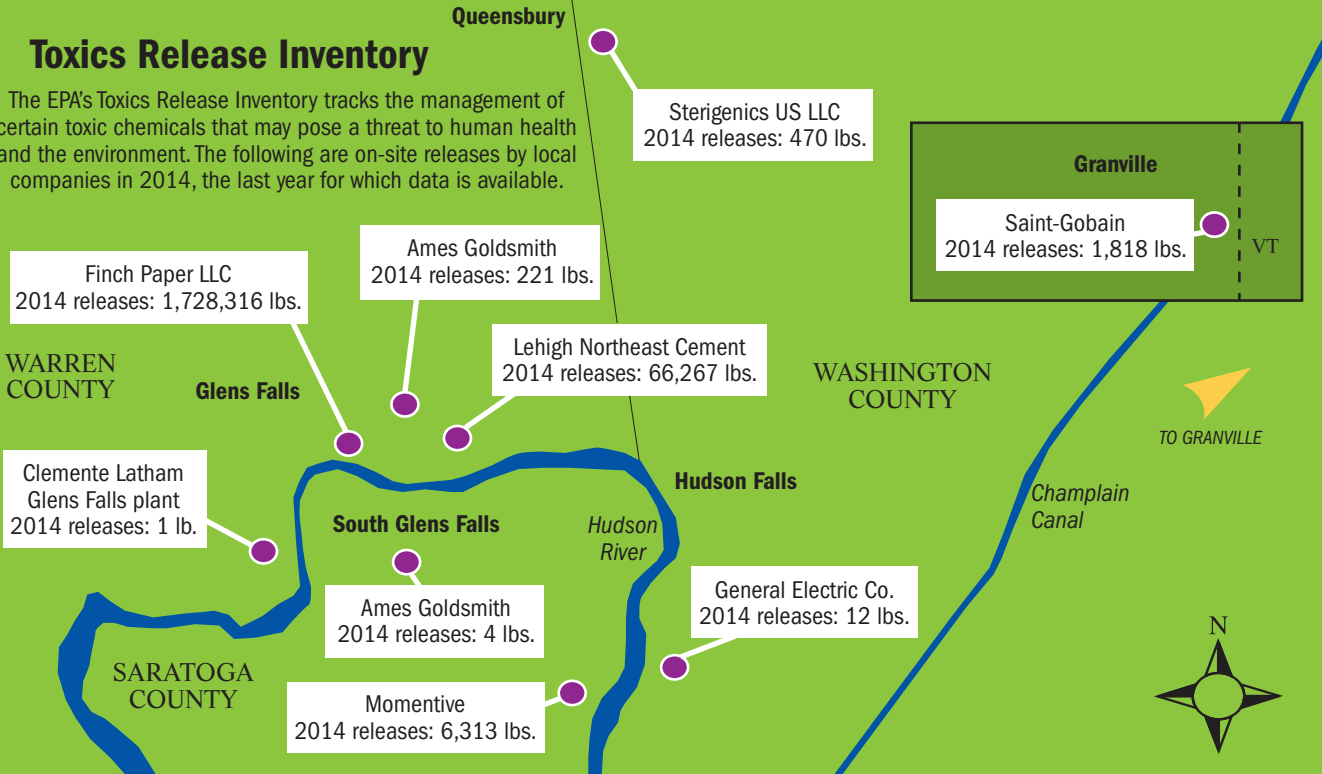 Queensbury
Toxics Release Inventory
The EPA's Toxics Release Inventory tracks the management of
certain toxic chemicals that may pose a threat to human health
and the environment. The following are on-site releases by local
companies in 2014, the last year for which data is available.
Sterigenics US LLC
2014 releases: 470 lbs.
Granville
Saint-Gobain
2014 releases: 1,818 lbs.
VT
Ames Goldsmith
2014 releases: 221 lbs.
Finch Paper LLC
2014 releases: 1,728,316 lbs.
Lehigh Northeast Cement
2014 releases: 66,267 lbs.
WARREN
COUNTY
Glens Falls
WASHINGTON
COUNTY
TO GRANVILLE
Clemente Latham
Glens Falls plant
2014 releases: 1 lb.
Hudson Falls
South Glens Falls
Hudson
River
Champlain
Canal
Ames Goldsmith
2014 releases: 4 lbs.
General Electric Co.
2014 releases: 12 lbs.
SARATOGA
COUNTY
Momentive
2014 releases: 6,313 lbs.
N